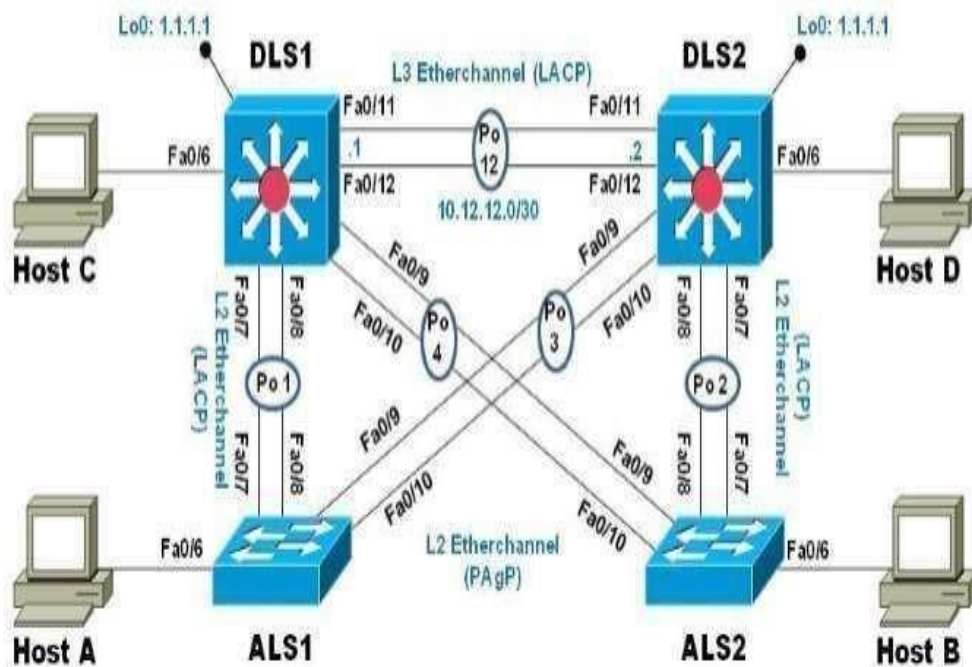 Lo0: 1.1.1.1
Lo0: 1.1.1.1
DLS1
DLS2
L3 Etherchannel (LACP)
Fa0/11
Fa0/11
Po
12
.1
.2
Fa0/6
Fa0/6
Fa0/12
Fa0/12
10.12.12.0/30
Host C
Host D
Fa0/9
Fa0/9
Fa0/7
Fa0/8
Fa0/10
Fa0/10
Fa0/8
Fa0/7
Po
4
Po
3
L2 Etherchannel
(LACP)
Po 1
Po 2
(LACP)
L2 Etherchannel
Fa0/7
Fa0/8
Fa0/9
Fa0/10
Fa0/9
Fa0/10
Fa0/8
Fa0/7
L2 Etherchannel
(PAgP)
Fa0/6
Fa0/6
Host A
ALS1
ALS2
Host B